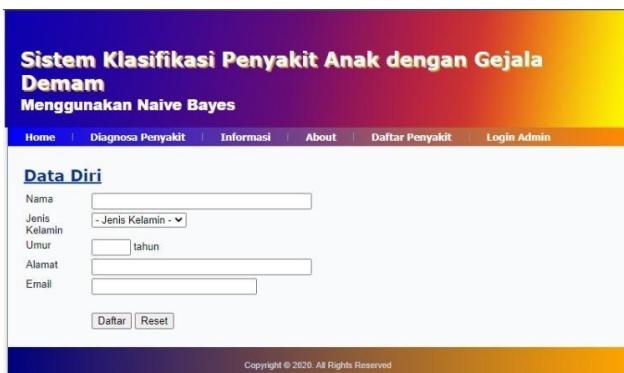 Sistem Klasifikasi Penyakit Anak dengan Gejala
Demam
Menggunakan Naive Bayes
Home Diagnosa Penyakit Informasi About Daftar Penyakit Login Admin
Data Diri
Nama
Jenis
Kelamin
- Jenis Kelamin -
Umur
tahun
Alamat
Email
Daftar Reset
Copyright © 2020. All Rights Reserved